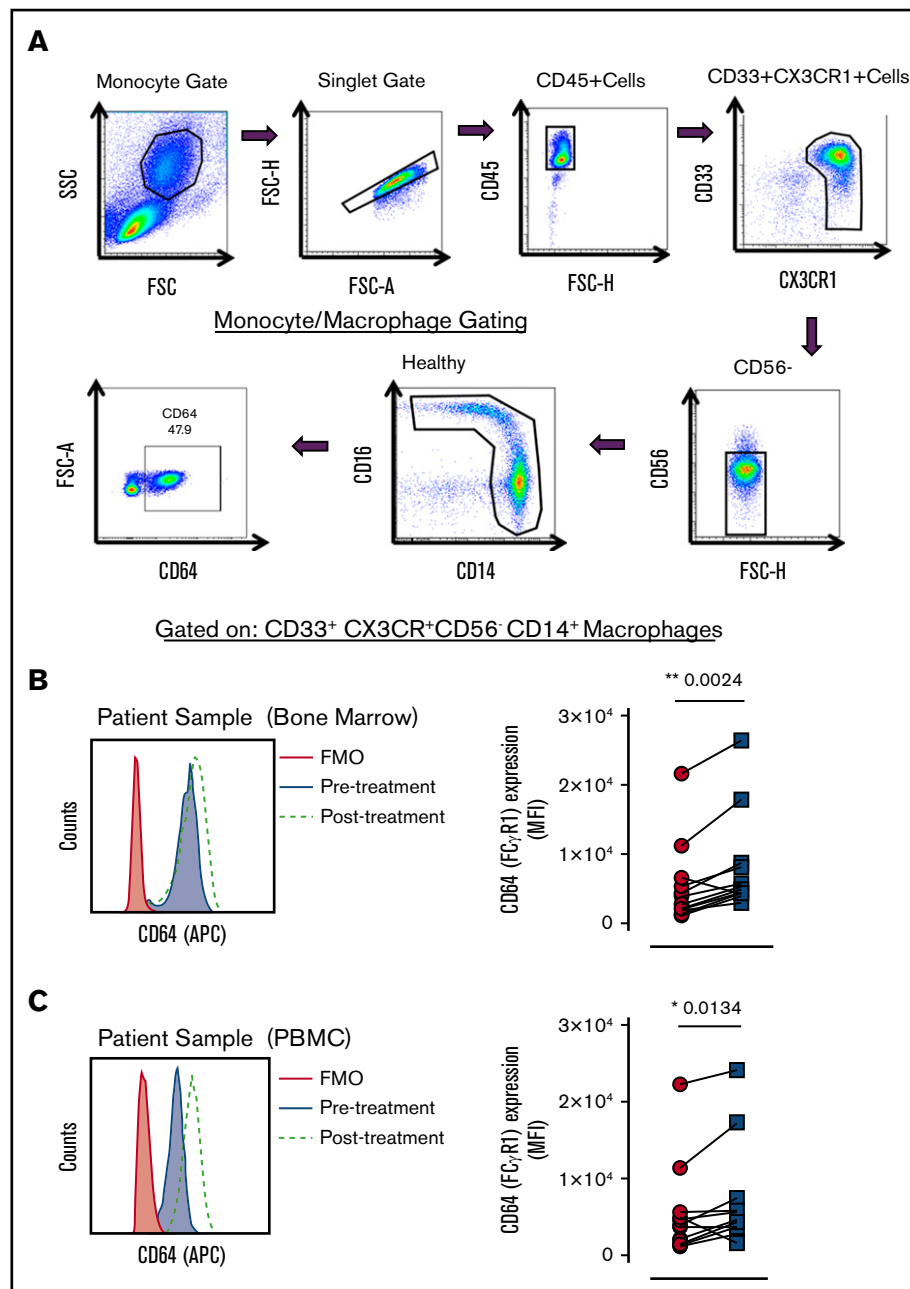 A
Monocyte Gate
Singlet Gate
CD45+Cells
CD33+CX3CR1+Cells
SSC
FSC
FSC-H
FSC-A
CD45
FSC-H
CD33
CX3CR1
Monocyte/Macrophage Gating
Healthy
CD56-
CD64
47.9
FSC-A
CD64
CD16
CD14
CD56
FSC-H
Gated on: CD33⁺ CX3CR⁺CD56⁻ CD14⁺ Macrophages
B
Patient Sample (Bone Marrow)
Counts
CD64 (APC)
FMO
Pre-treatment
Post-treatment
** 0.0024
CD64 (FCγR1) expression
(MFI)
3×10⁴
2×10⁴
1×10⁴
0
C
Patient Sample (PBMC)
Counts
CD64 (APC)
FMO
Pre-treatment
Post-treatment
* 0.0134
CD64 (FCγR1) expression
(MFI)
3×10⁴
2×10⁴
1×10⁴
0